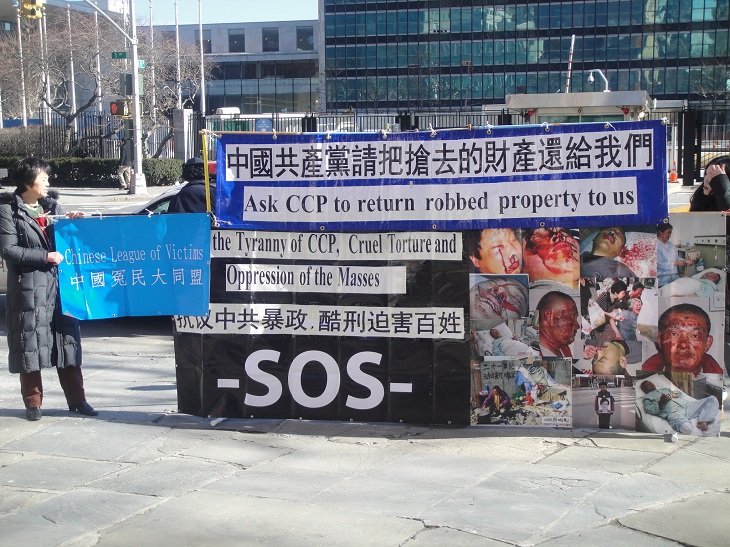 中國共產黨請把搶去的財產還給我們
Ask CCP to return robbed property to us
Chinese League of Victims
中國冤民大同盟
the Tyranny of CCP, Cruel Torture and
Oppression of the Masses
抗議中共暴政﹐酷刑迫害百姓
-SOS-